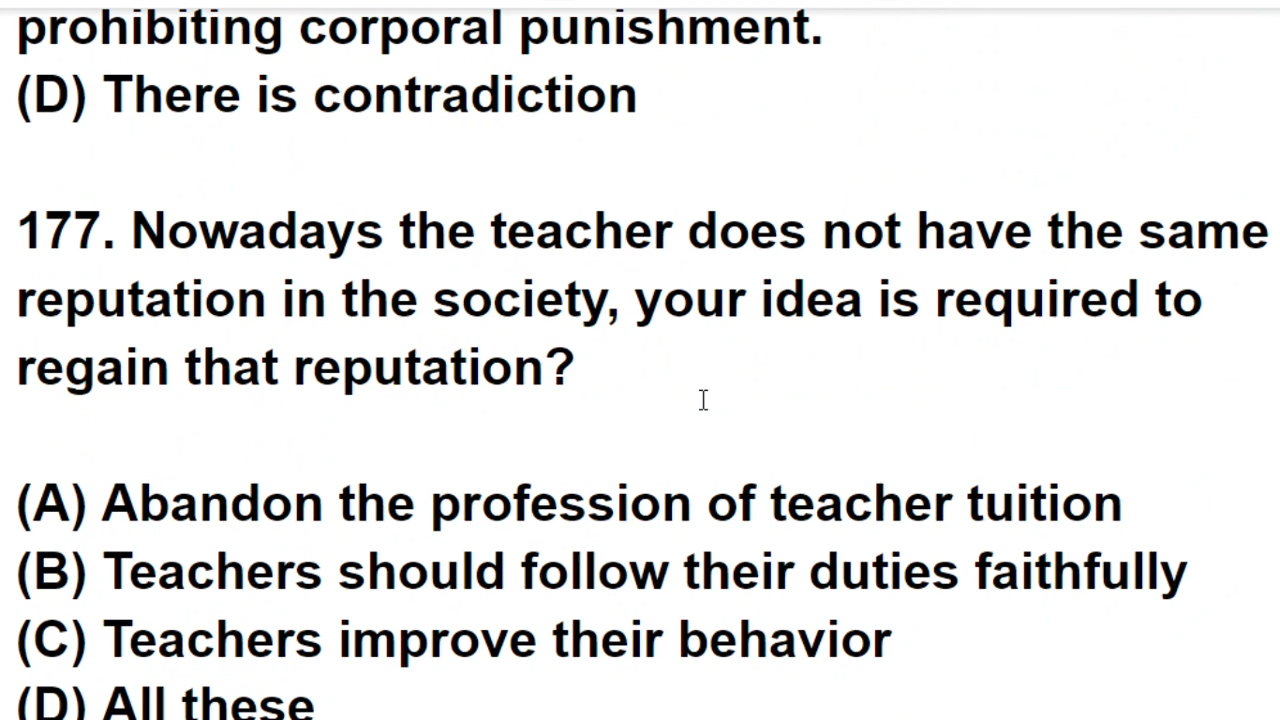 prohibiting corporal punishment.
(D) There is contradiction
177. Nowadays the teacher does not have the same
reputation in the society, your idea is required to
regain that reputation?
(A) Abandon the profession of teacher tuition
(B) Teachers should follow their duties faithfully
(C) Teachers improve their behavior
(D) All these